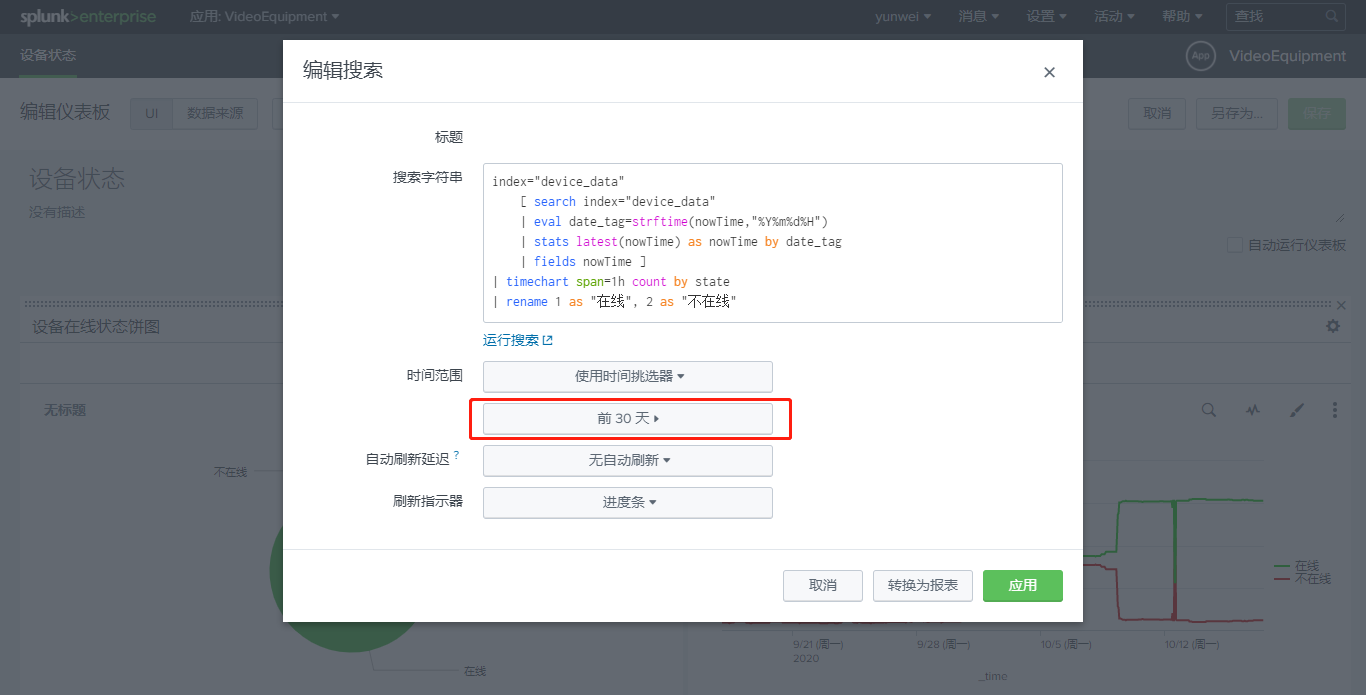 splunk>enterprise 应用: VideoEquipment yunwei 消息 设置 活动 帮助 查找
设备状态 App VideoEquipment
编辑搜索
编辑仪表板 UI 数据来源 取消 另存为... 保存
标题
设备状态
没有描述
自动运行仪表板
搜索字符串
index="device_data"
[ search index="device_data"
| eval date_tag=strftime(nowTime,"%Y%m%d%H")
| stats latest(nowTime) as nowTime by date_tag
| fields nowTime ]
| timechart span=1h count by state
| rename 1 as "在线", 2 as "不在线"
设备在线状态饼图
运行搜索
时间范围 使用时间挑选器
无标题
前 30 天
自动刷新延迟 ? 无自动刷新
不在线
刷新指示器 进度条
取消 转换为报表 应用
在线
不在线
9/21 (周一) 9/28 (周一) 10/5 (周一) 10/12 (周一)
2020
在线
_time